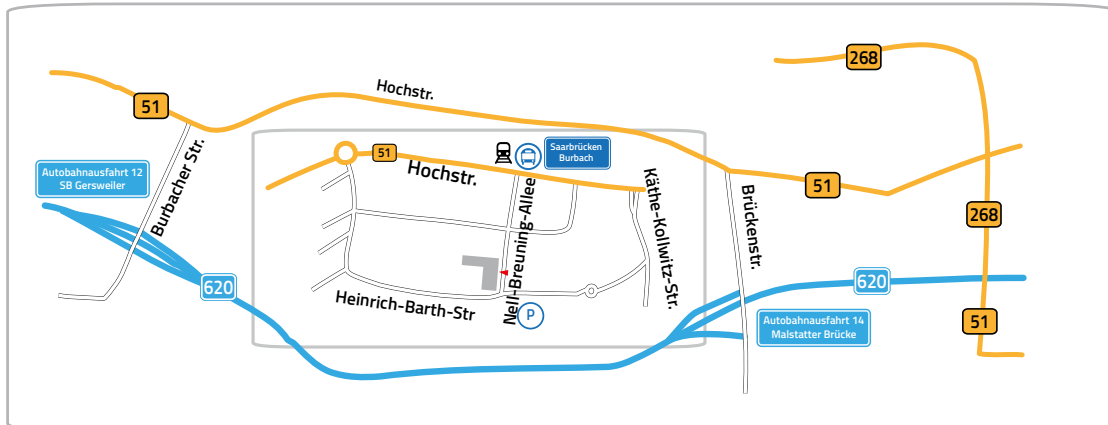 268
Hochstr.
51
Saarbrücken
Burbach
51
Hochstr.
Autobahnausfahrt 12
SB Gersweiler
Burbacher Str.
Käthe-Kollwitz-Str.
Brückenstr.
51
268
Nell-Breuning-Allee
620
620
Heinrich-Barth-Str
P
Autobahnausfahrt 14
Malstatter Brücke
51